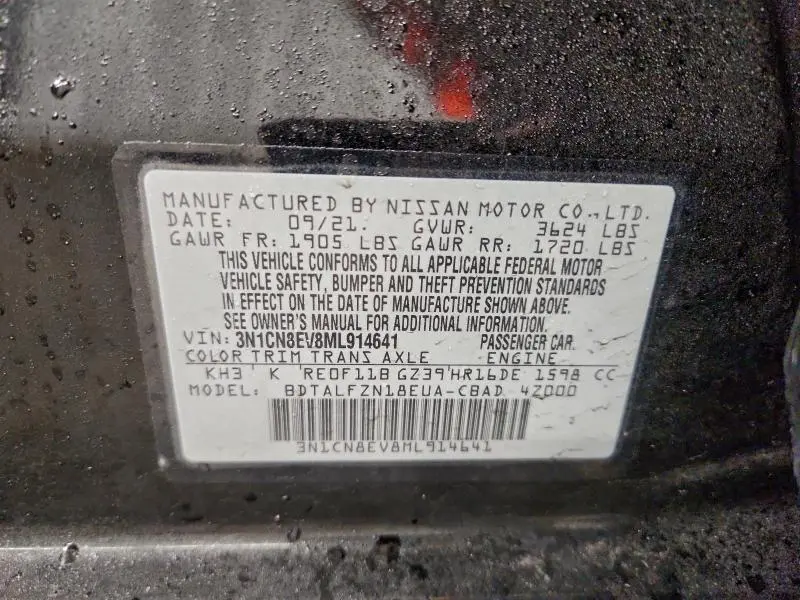 MANUFACTURED BY NISSAN MOTOR CO., LTD.
DATE: 09/21. GVWR: 3624 LBS
GAWR FR: 1905 LBS GAWR RR: 1720 LBS
THIS VEHICLE CONFORMS TO ALL APPLICABLE FEDERAL MOTOR
VEHICLE SAFETY, BUMPER AND THEFT PREVENTION STANDARDS
IN EFFECT ON THE DATE OF MANUFACTURE SHOWN ABOVE.
SEE OWNER'S MANUAL FOR ADDITIONAL INFORMATION.
VIN: 3N1CN8EV8ML914641 PASSENGER CAR.
COLOR TRIM TRANS AXLE ENGINE
KH3 K RE0F11B GZ39 HR16DE 1598 CC
MODEL: BDTALFZN18EUA-CBAD 4Z000
3N1CN8EV8ML914641